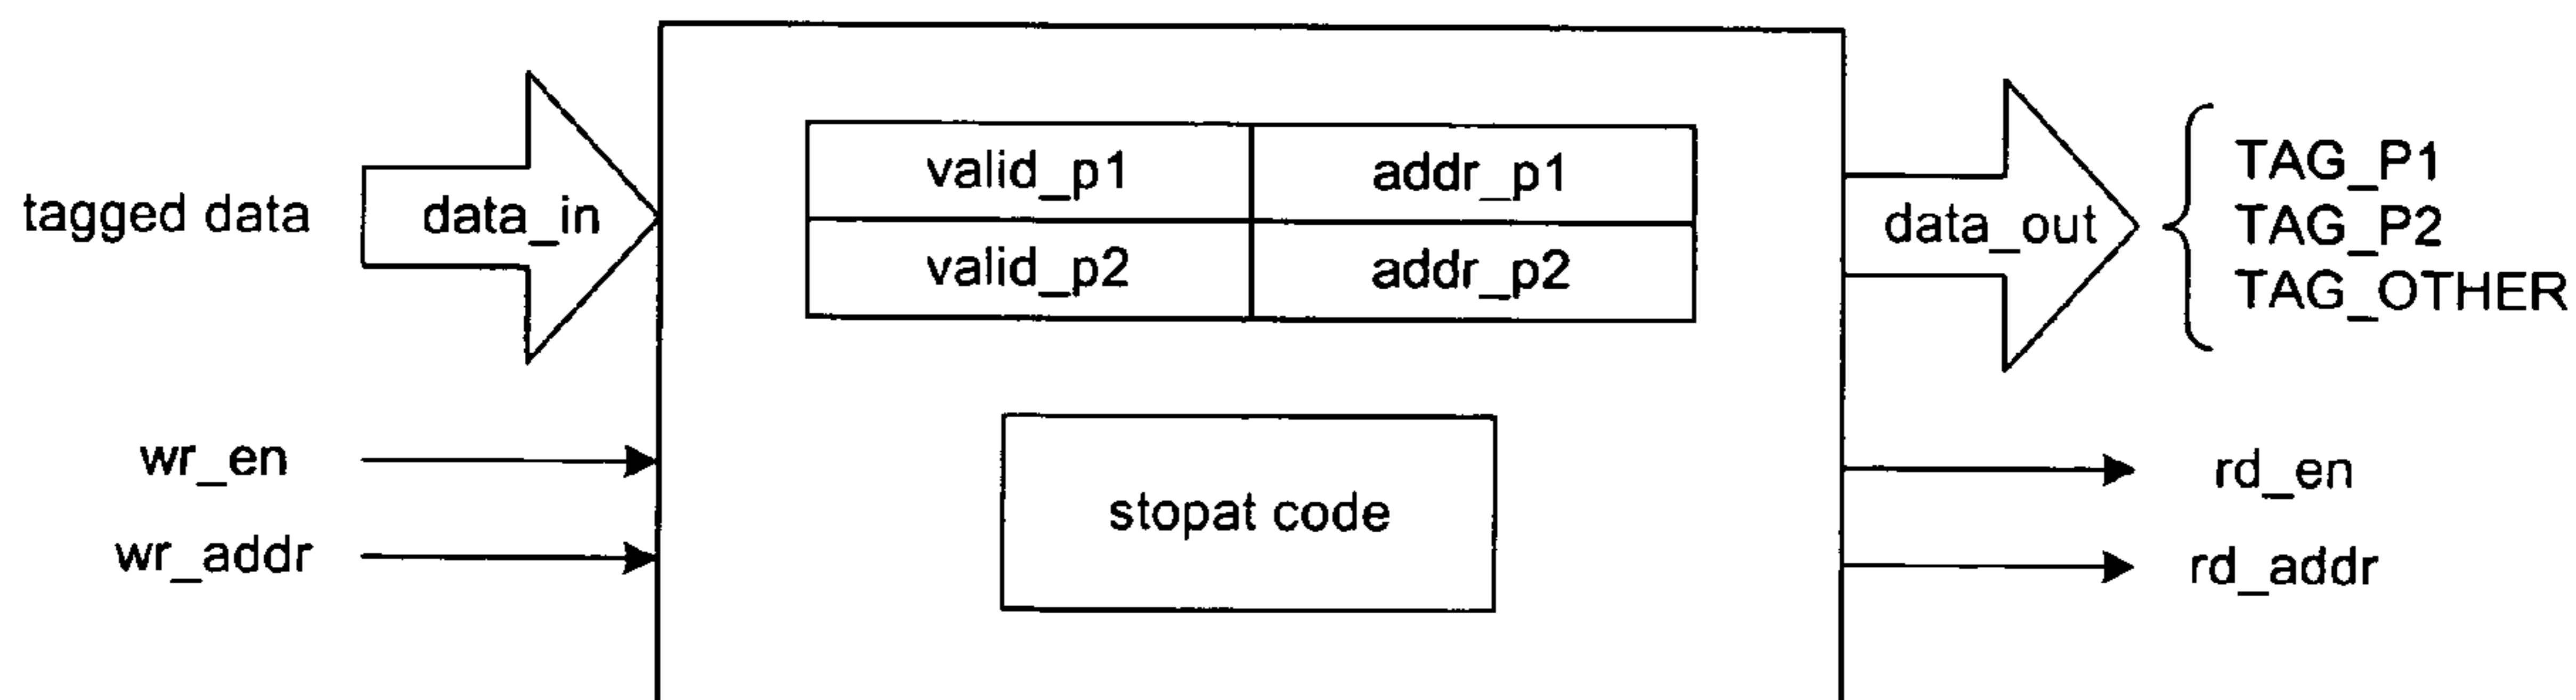 tagged data
data_in
wr_en
wr_addr
valid_p1 addr_p1
valid_p2 addr_p2
stopat code
data_out
TAG_P1
TAG_P2
TAG_OTHER
rd_en
rd_addr